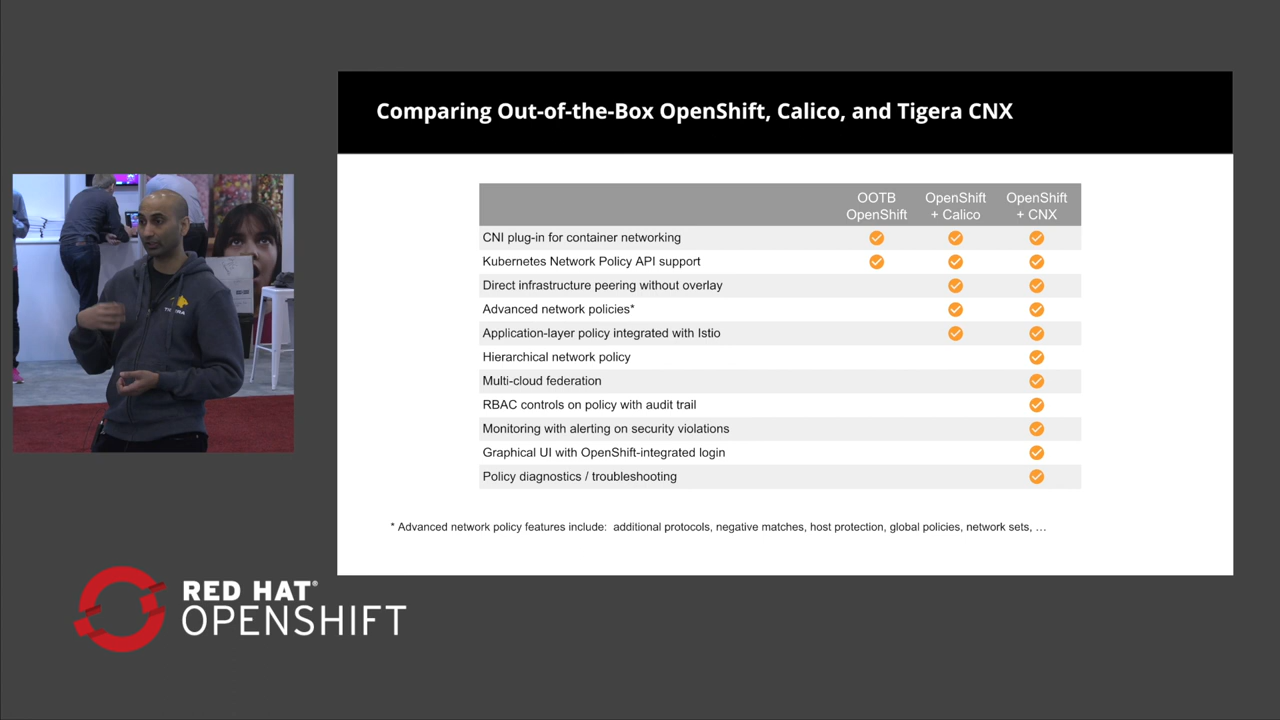 Comparing Out-of-the-Box OpenShift, Calico, and Tigera CNX
OOTB OpenShift
OpenShift + Calico
OpenShift + CNX
CNI plug-in for container networking
Kubernetes Network Policy API support
Direct infrastructure peering without overlay
Advanced network policies*
Application-layer policy integrated with Istio
Hierarchical network policy
Multi-cloud federation
RBAC controls on policy with audit trail
Monitoring with alerting on security violations
Graphical UI with OpenShift-integrated login
Policy diagnostics / troubleshooting
* Advanced network policy features include: additional protocols, negative matches, host protection, global policies, network sets, …
RED HAT®
OPENSHIFT